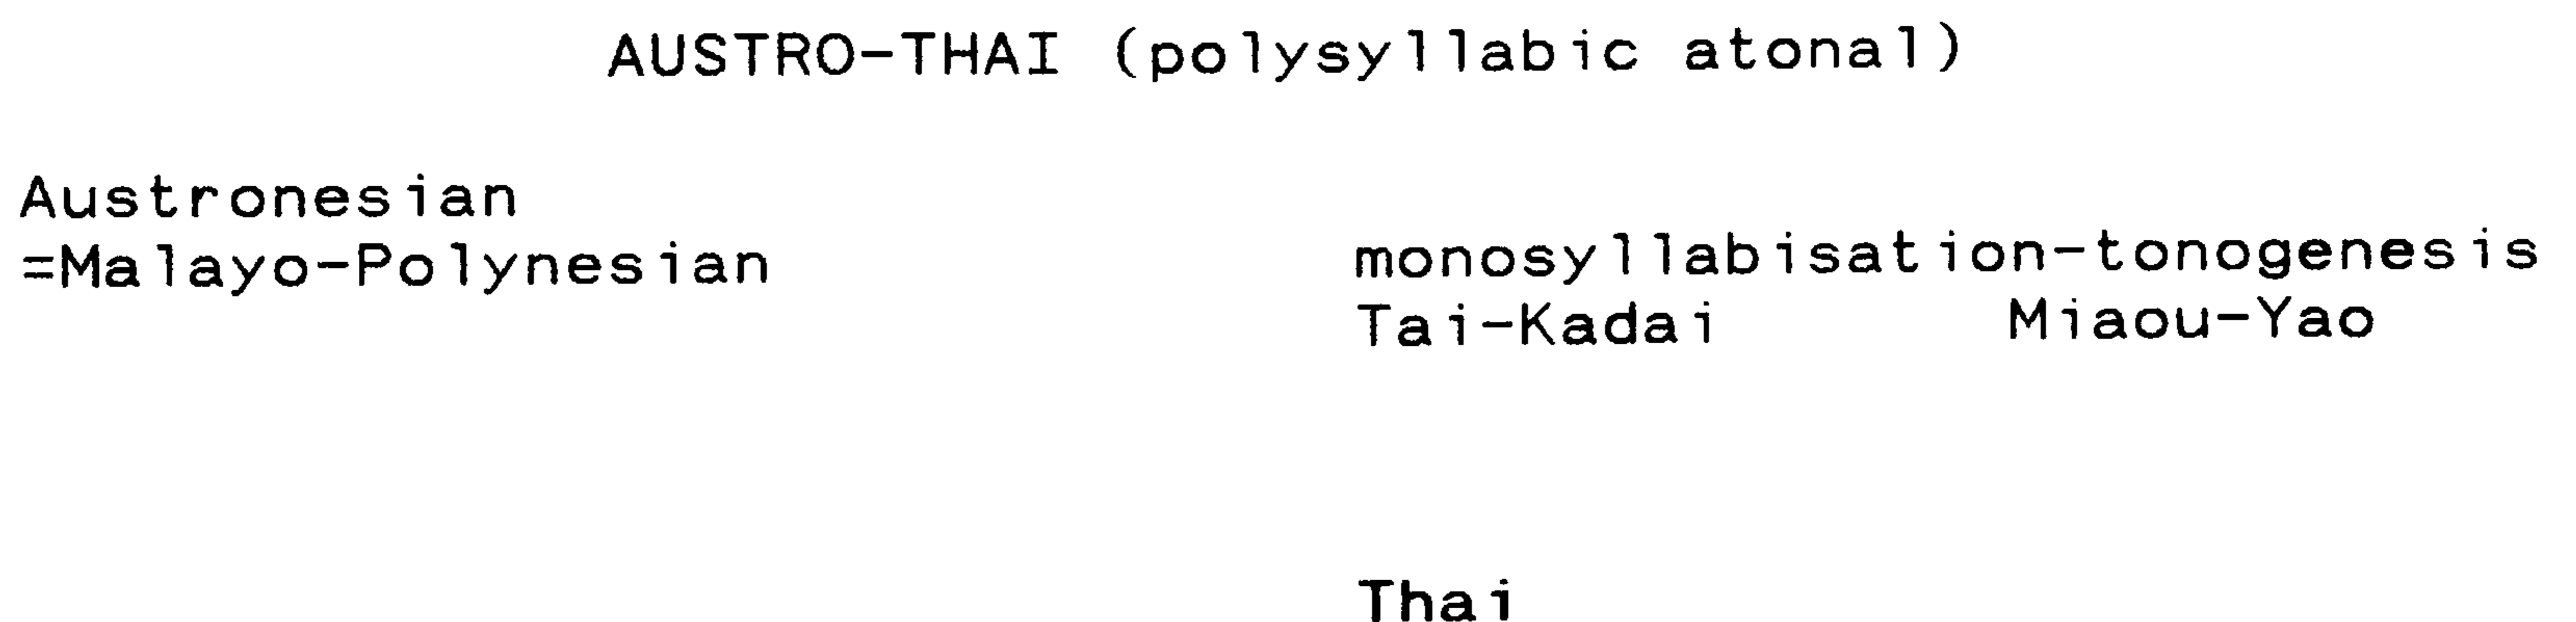 AUSTRO-THAI (polysyllabic atonal)
Austronesian
=Malayo-Polynesian
monosyllabisation-tonogenesis
Tai-Kadai Miaou-Yao
Thai